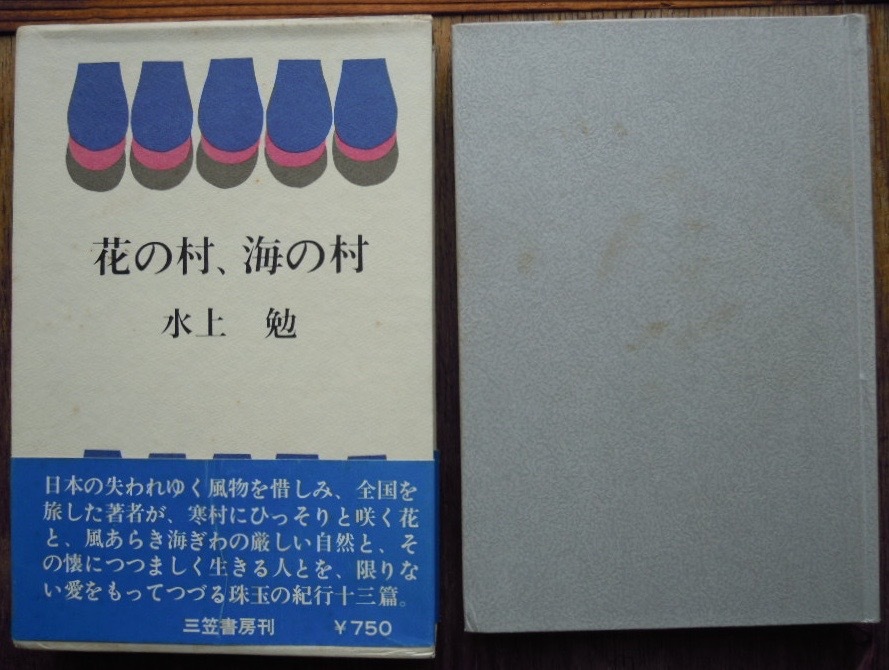 花の村、海の村
水上 勉
日本の失われゆく風物を惜しみ、全国を
旅した著者が、寒村にひっそりと咲く花
と、風あらき海ぎわの厳しい自然と、そ
の懐につつましく生きる人とを、限りな
い愛をもってつづる珠玉の紀行十三篇。
三笠書房刊 ￥750